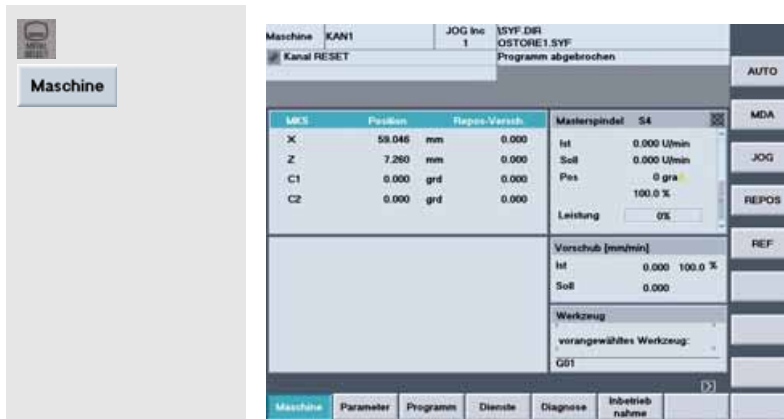 MENU
SELECT
Maschine
Maschine KAN1 JOG Inc \SYF.DIR
1 OSTORE1.SYF
Kanal RESET Programm abgebrochen
AUTO
MDA
JOG
REPOS
REF
MKS Position Repos-Versch.
X 59.046 mm 0.000
Z 7.260 mm 0.000
C1 0.000 grd 0.000
C2 0.000 grd 0.000
Masterspindel S4
Ist 0.000 U/min
Soll 0.000 U/min
Pos 0 gra
100.0 %
Leistung 0%
Vorschub [mm/min]
Ist 0.000 100.0 %
Soll 0.000
Werkzeug
vorangewähltes Werkzeug:
G01
Maschine Parameter Programm Dienste Diagnose Inbetrieb
nahme